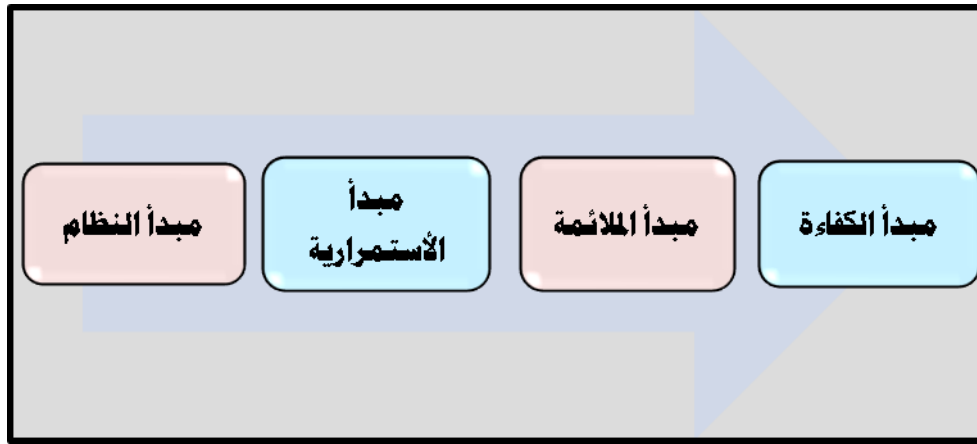 مبدأ الكفاءة
مبدأ الملائمة
مبدأ
الأستمرارية
مبدأ النظام